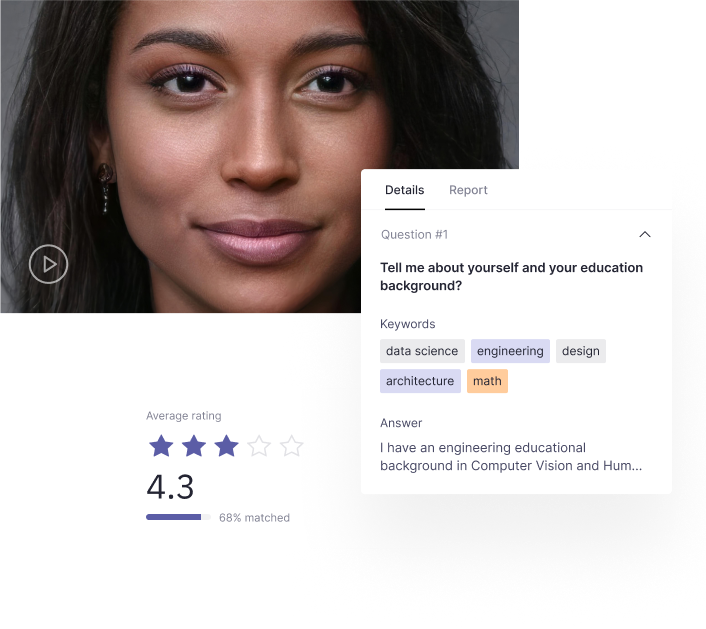 Details
Report
Question #1
Tell me about yourself and your education
background?
Keywords
data science
engineering
design
architecture
math
Answer
I have an engineering educational
background in Computer Vision and Hum...
Average rating
4.3
68% matched